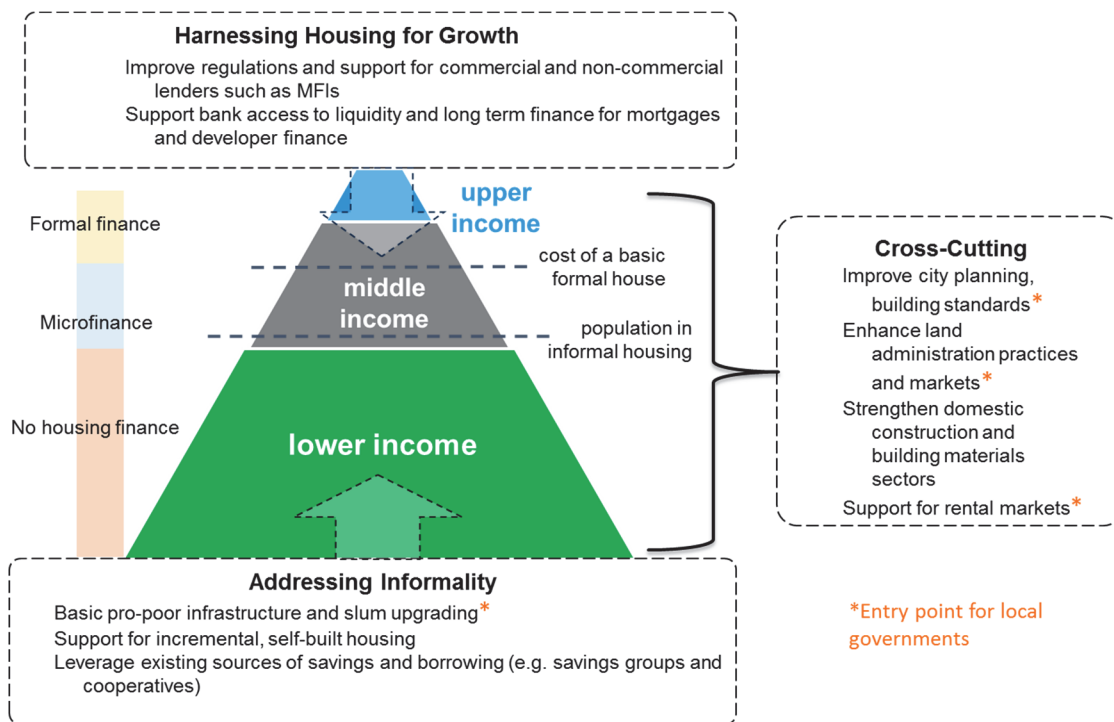 Harnessing Housing for Growth
Improve regulations and support for commercial and non-commercial
lenders such as MFIs
Support bank access to liquidity and long term finance for mortgages
and developer finance
Formal finance
Microfinance
No housing finance
upper
income
middle
income
lower income
cost of a basic
formal house
population in
informal housing
Cross-Cutting
Improve city planning,
building standards*
Enhance land
administration practices
and markets*
Strengthen domestic
construction and
building materials
sectors
Support for rental markets*
Addressing Informality
Basic pro-poor infrastructure and slum upgrading*
Support for incremental, self-built housing
Leverage existing sources of savings and borrowing (e.g. savings groups and
cooperatives)
*Entry point for local
governments